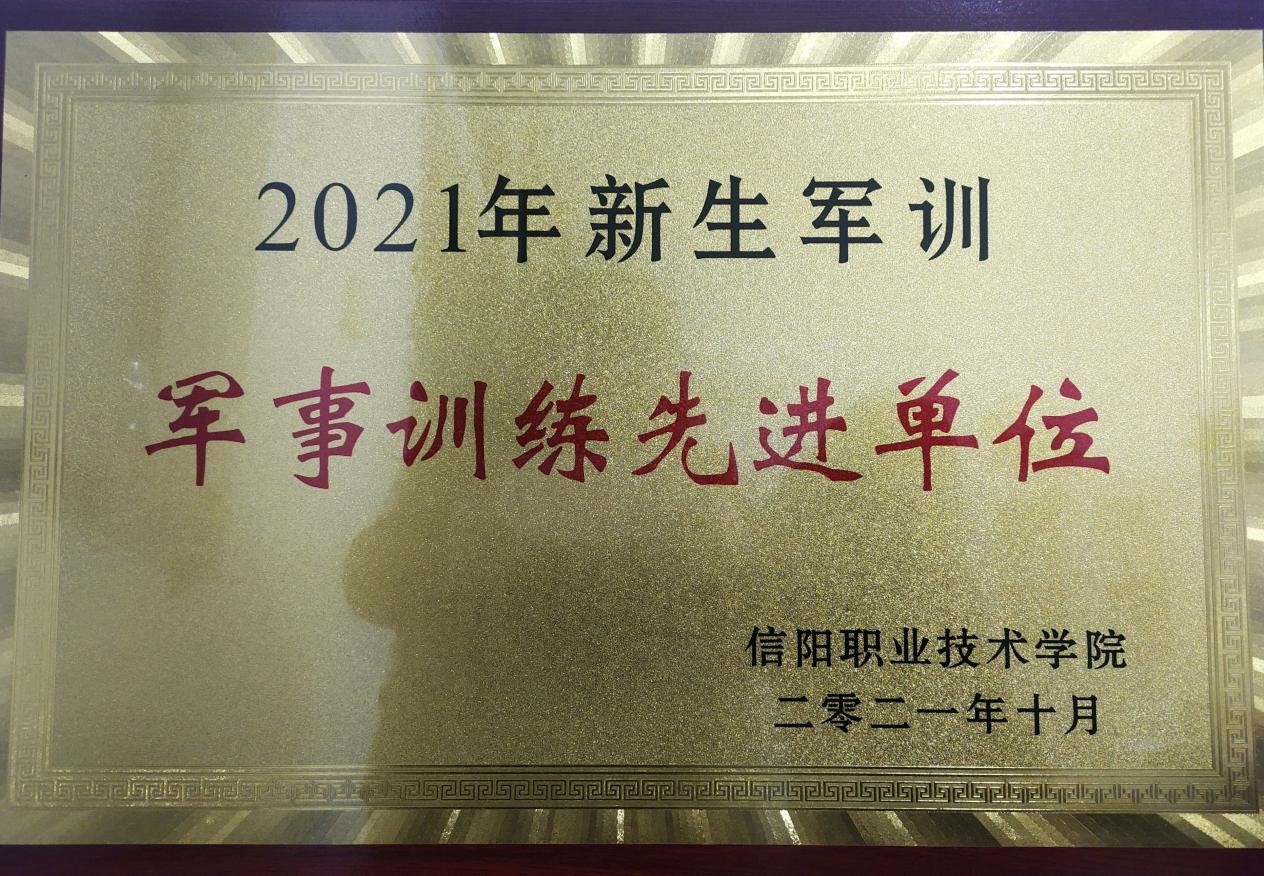 2021年新生军训
军事训练先进单位
信阳职业技术学院
二零二一年十月